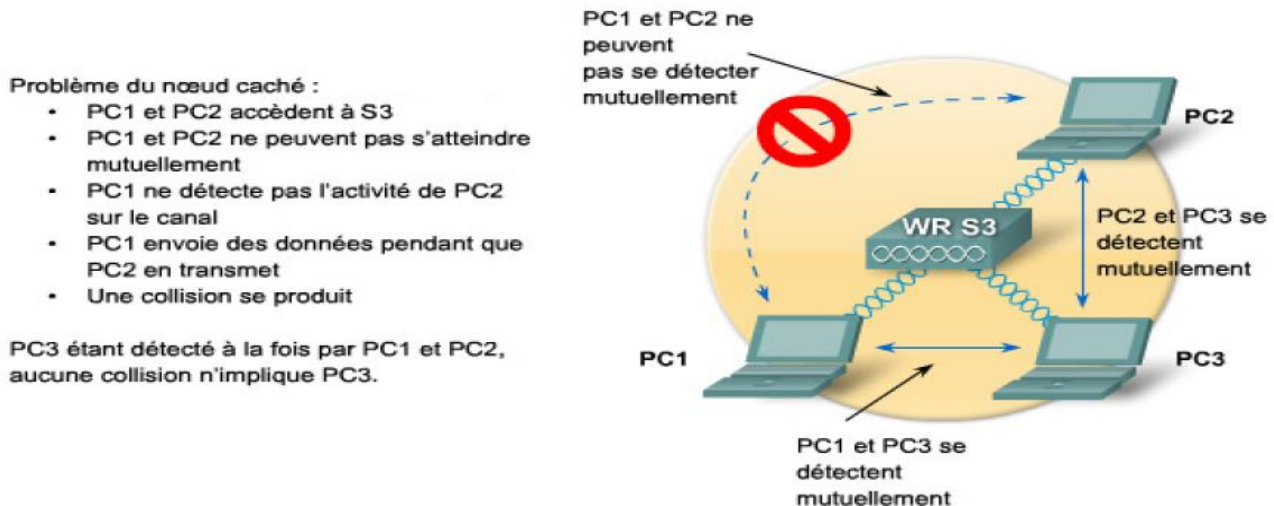 Problème du nœud caché :
• PC1 et PC2 accèdent à S3
• PC1 et PC2 ne peuvent pas s'atteindre
mutuellement
• PC1 ne détecte pas l'activité de PC2
sur le canal
• PC1 envoie des données pendant que
PC2 en transmet
• Une collision se produit
PC3 étant détecté à la fois par PC1 et PC2,
aucune collision n'implique PC3.
PC1 et PC2 ne
peuvent
pas se détecter
mutuellement
PC2
WR S3
PC2 et PC3 se
détectent
mutuellement
PC1
PC3
PC1 et PC3 se
détectent
mutuellement